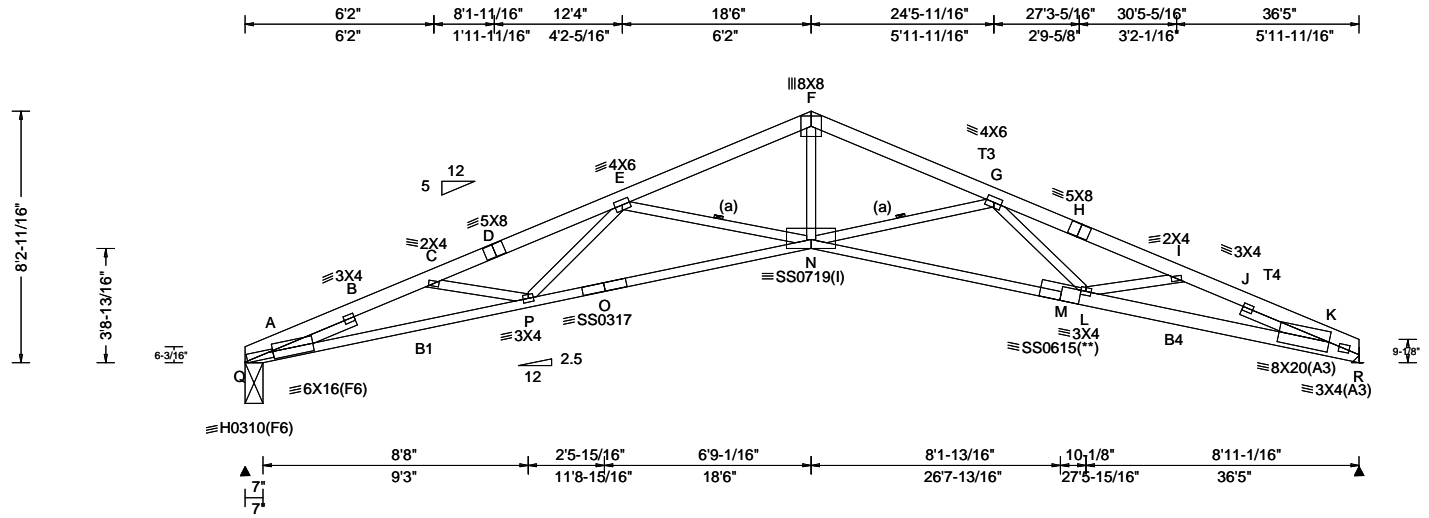 6'2" 8'1-11/16" 12'4" 18'6" 24'5-11/16" 27'3-5/16" 30'5-5/16" 36'5"
6'2" 1'11-11/16" 4'2-5/16" 6'2" 5'11-11/16" 2'9-5/8" 3'2-1/16" 5'11-11/16"
8X8
F
4X6
T3
4X6
G
E
12
5
(a)
(a)
5X8
H
5X8
D
2X4
C
2X4
I
3X4
J
T4
3X4
B
8'2-11/16"
3'8-13/16"
N
SS0719(I)
A
K
O
SS0317
M
L
P
3X4
3X4
B1
B4
SS0615(**)
6-3/16"
9-1/8"
2.5
12
Q
6X16(F6)
8X20(A3)
R
3X4(A3)
H0310(F6)
8'8" 2'5-15/16" 6'9-1/16" 8'1-13/16" 10-1/8" 8'11-1/16"
9'3" 11'8-15/16" 18'6" 26'7-13/16" 27'5-15/16" 36'5"
7"
7"